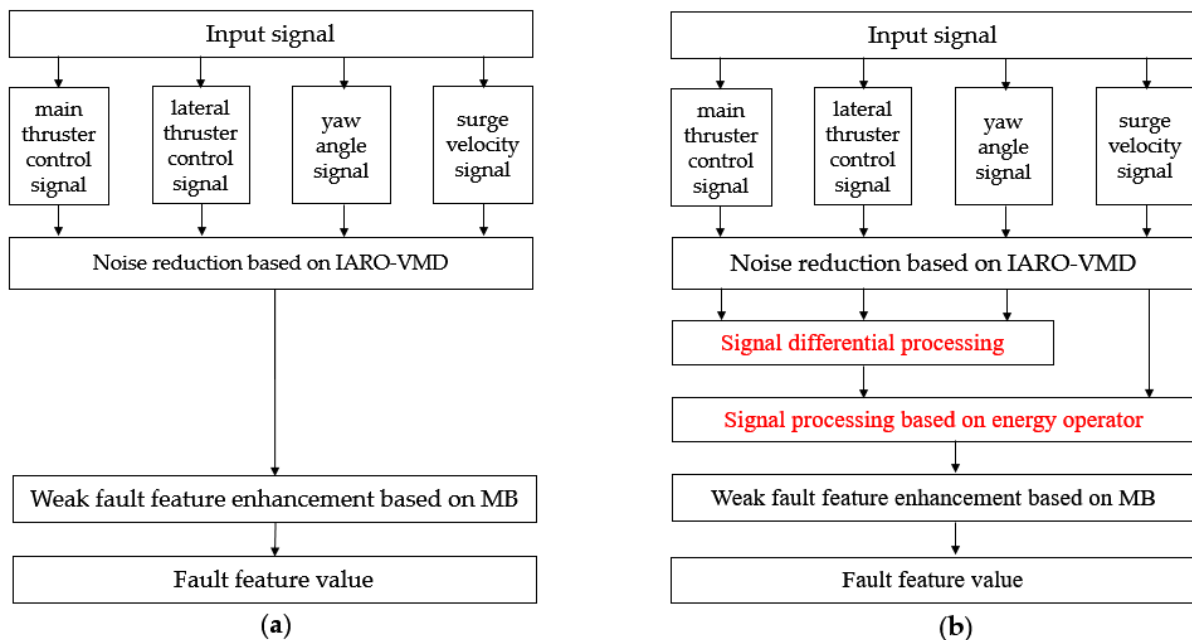 Input signal
main
thruster
control
signal
lateral
thruster
control
signal
yaw
angle
signal
surge
velocity
signal
Noise reduction based on IARO-VMD
Weak fault feature enhancement based on MB
Fault feature value
(a)
Input signal
main
thruster
control
signal
lateral
thruster
control
signal
yaw
angle
signal
surge
velocity
signal
Noise reduction based on IARO-VMD
Signal differential processing
Signal processing based on energy operator
Weak fault feature enhancement based on MB
Fault feature value
(b)